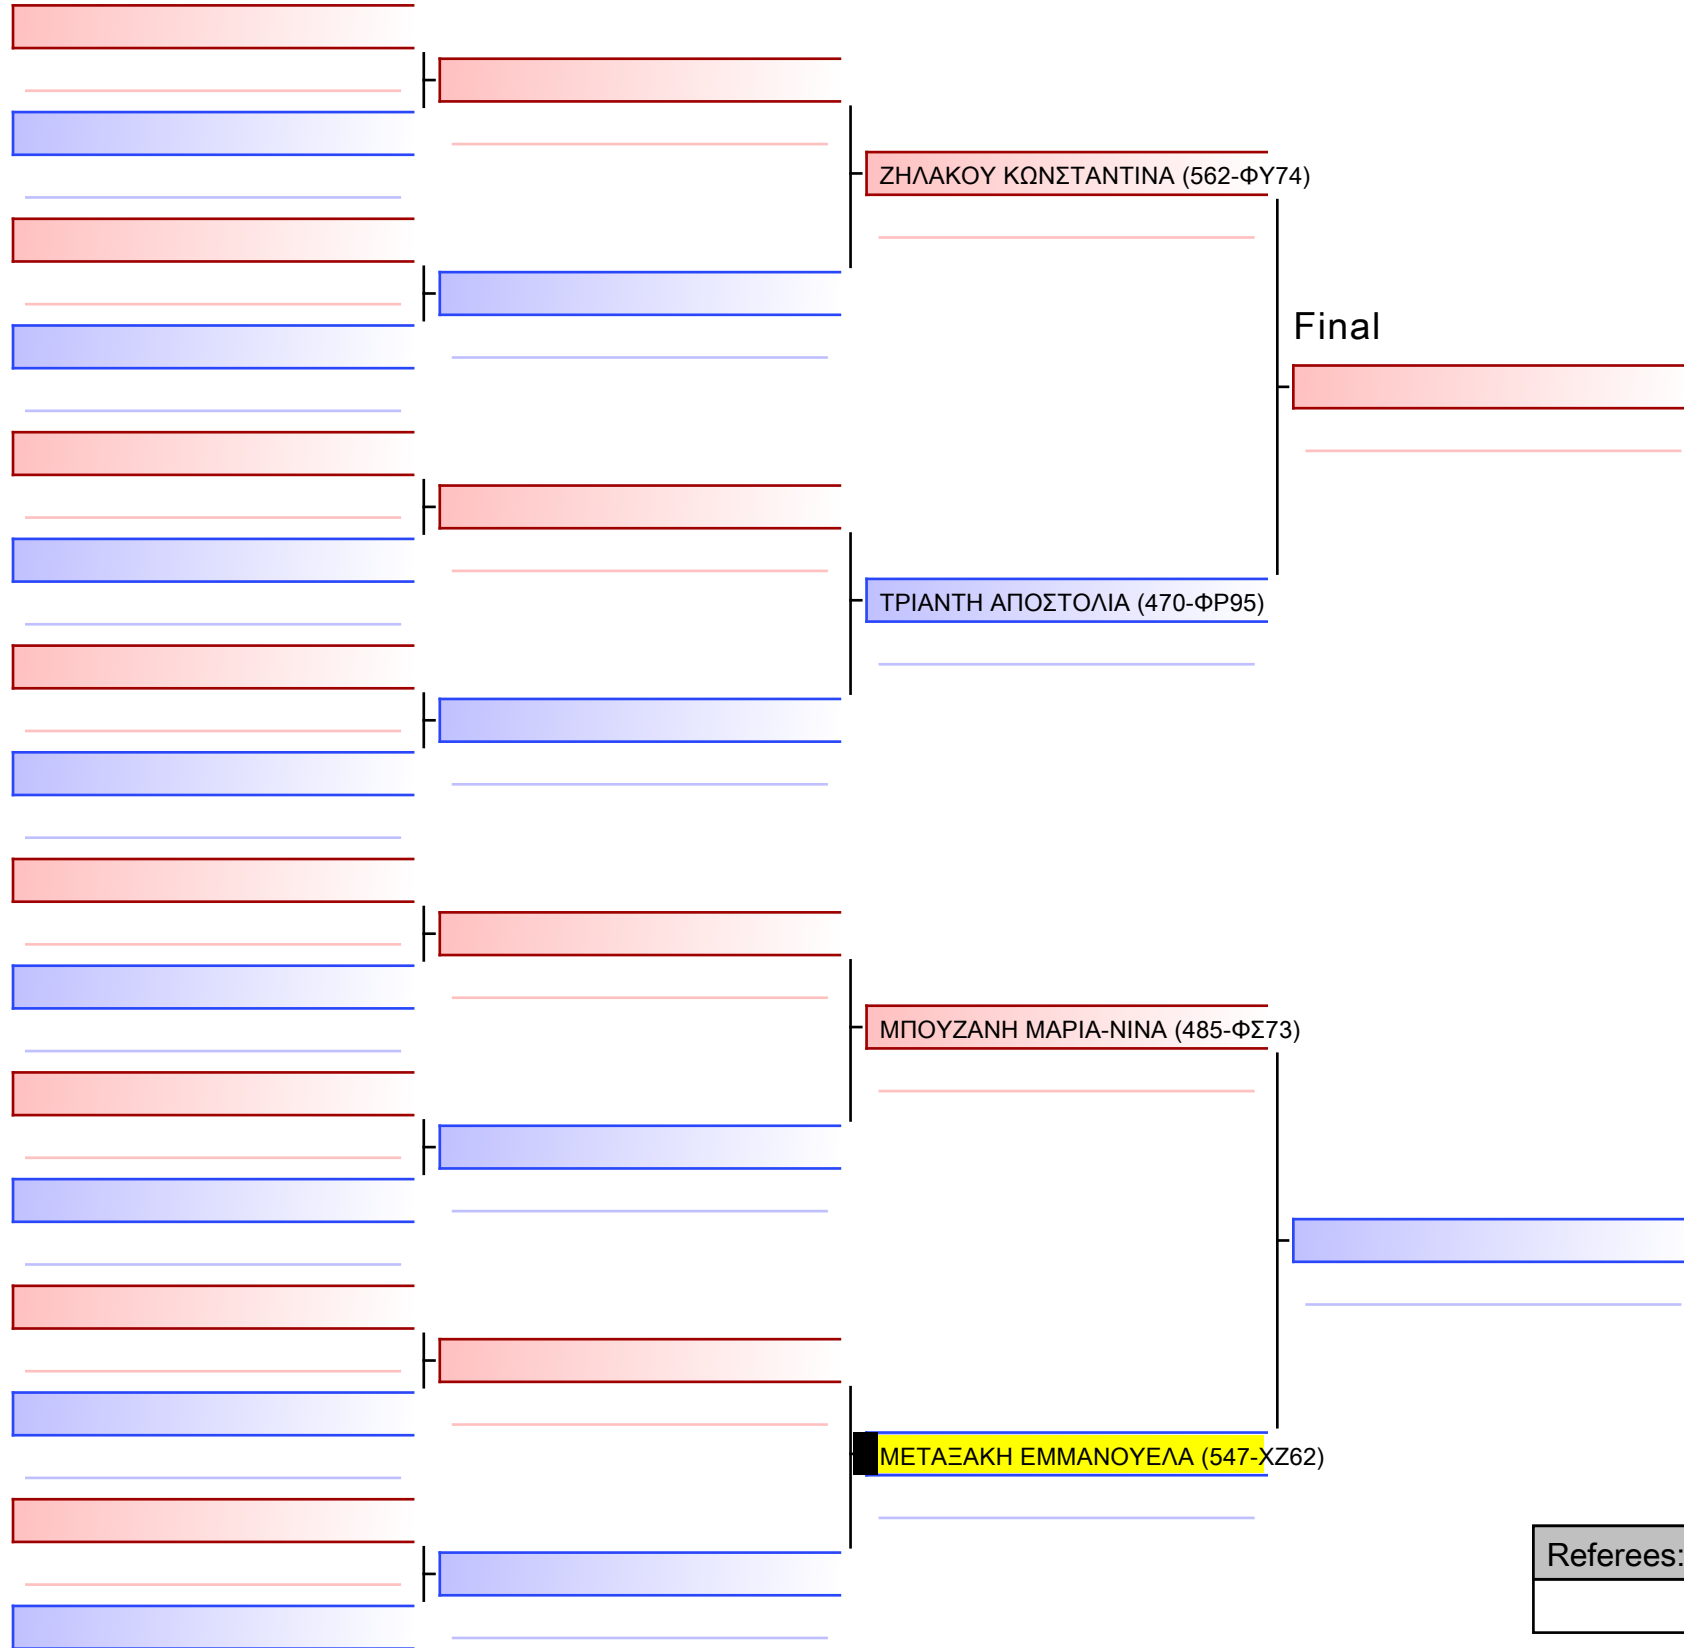 ΖΗΛΑΚΟΥ ΚΩΝΣΤΑΝΤΙΝΑ (562-ΦΥ74)
Final
ΤΡΙΑΝΤΗ ΑΠΟΣΤΟΛΙΑ (470-ΦΡ95)
ΜΠΟΥΖΑΝΗ ΜΑΡΙΑ-ΝΙΝΑ (485-ΦΣ73)
ΜΕΤΑΞΑΚΗ ΕΜΜΑΝΟΥΕΛΑ (547-ΧΖ62)
Referees: